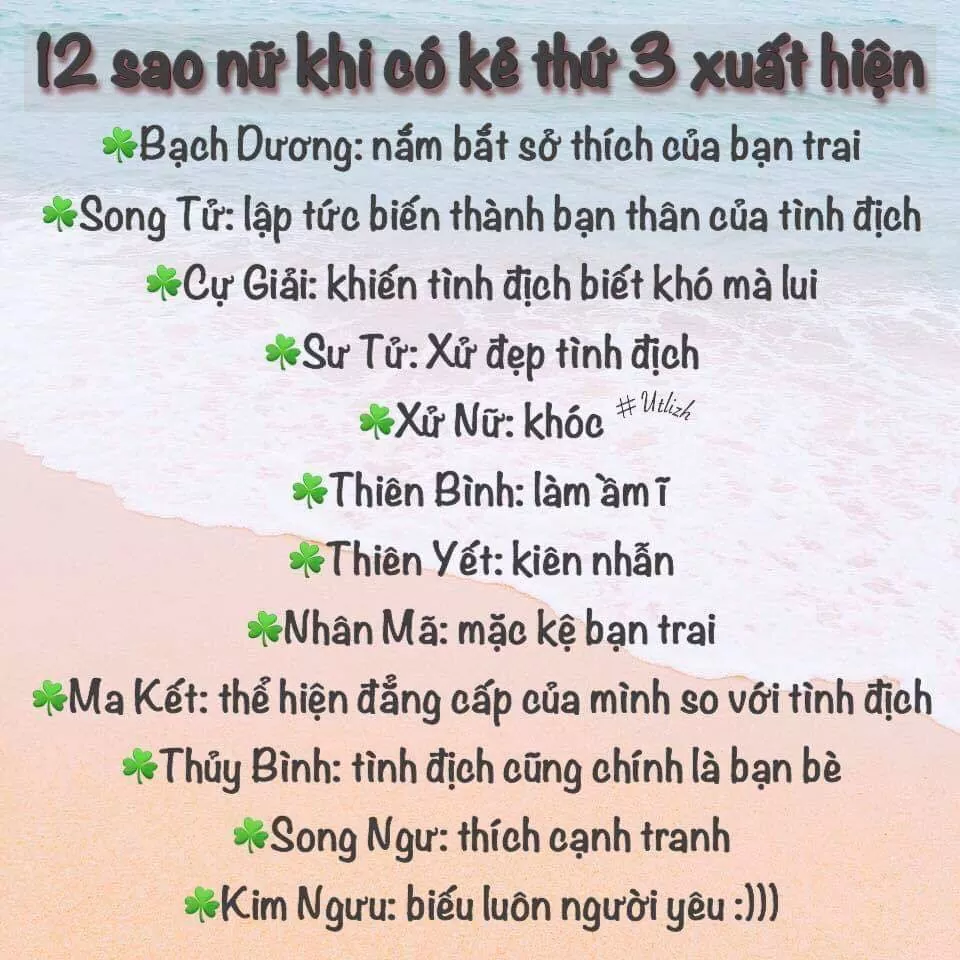 12 sao nữ khi có kẻ thứ 3 xuất hiện
☘Bạch Dương: nắm bắt sở thích của bạn trai
☘Song Tử: lập tức biến thành bạn thân của tình địch
☘Cự Giải: khiến tình địch biết khó mà lui
☘Sư Tử: Xử đẹp tình địch
☘Xử Nữ: khóc #Utlizh
☘Thiên Bình: làm ầm ĩ
☘Thiên Yết: kiên nhẫn
☘Nhân Mã: mặc kệ bạn trai
☘Ma Kết: thể hiện đẳng cấp của mình so với tình địch
☘Thủy Bình: tình địch cũng chính là bạn bè
☘Song Ngư: thích cạnh tranh
☘Kim Ngưu: biếu luôn người yêu :)))